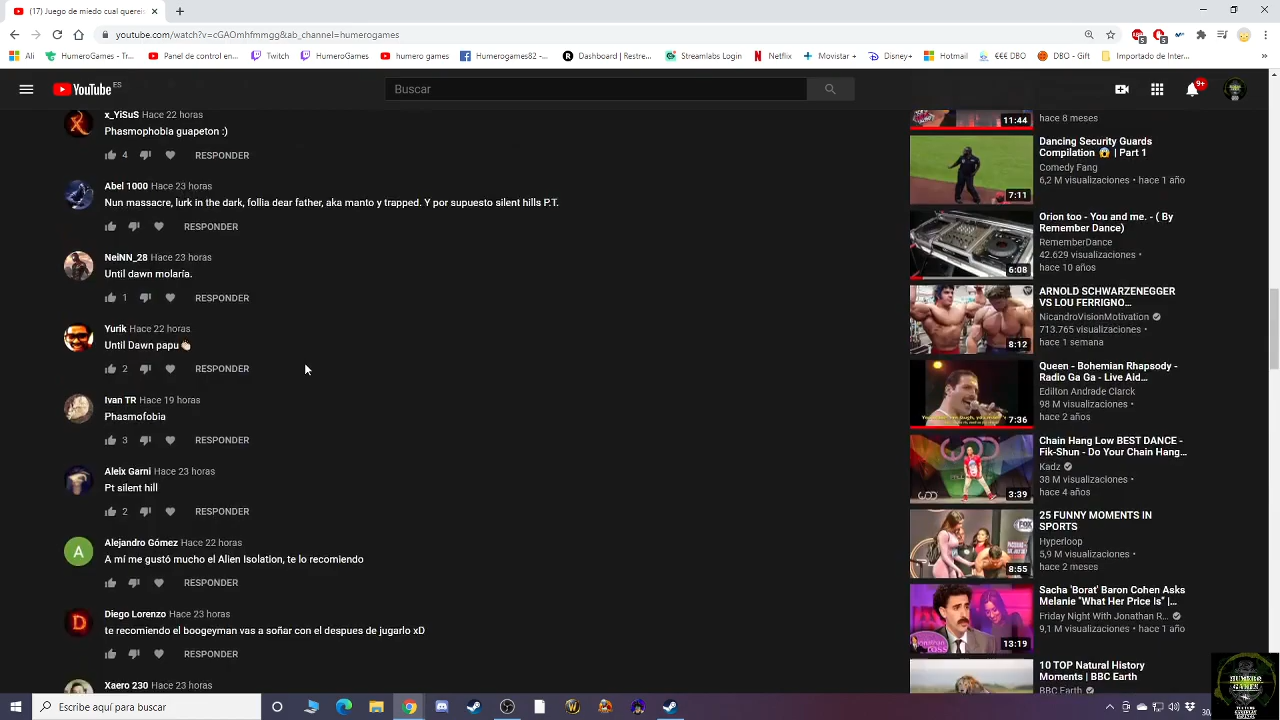 (17) Juego de miedo cual quereis
youtube.com/watch?v=cGAOmhfmmgg&ab_channel=humerogames
Ali
(18) HumeroGames - Tra...
Panel de control en...
Twitch
Twitch
humero games
Humerogames82 -...
Dashboard | Restre...
Streamlabs Login
Netflix
Movistar+
Disney+
Hotmail
€€€ DBO
DBO - Gift
Importado de Inter...
YouTube ES
Buscar
9+
x_YiSuS Hace 22 horas
Phasmophobia guapeton :)
4 RESPONDER
Abel 1000 Hace 23 horas
Nun massacre, lurk in the dark, follia dear father,aka manto y trapped. Y por supuesto silent hills P.T.
RESPONDER
NeiNN_28 Hace 23 horas
Until dawn molaría.
1 RESPONDER
Yurik Hace 22 horas
Until Dawn papu👏🏻
2 RESPONDER
Ivan TR Hace 19 horas
Phasmofobia
3 RESPONDER
Aleix Garni Hace 23 horas
Pt silent hill
2 RESPONDER
A
Alejandro Gómez Hace 22 horas
A mí me gustó mucho el Alien Isolation, te lo recomiendo
RESPONDER
D
Diego Lorenzo Hace 23 horas
te recomiendo el boogeyman vas a soñar con el despues de jugarlo xD
RESPONDER
Xaero 230 Hace 23 horas
11:44
hace 8 meses
7:11
Dancing Security Guards
Compilation 😱 | Part 1
Comedy Fang
6,2 M visualizaciones • hace 1 año
6:08
Orion too - You and me. - ( By
Remember Dance)
RememberDance
42.629 visualizaciones •
hace 10 años
8:12
ARNOLD SCHWARZENEGGER
VS LOU FERRIGNO...
NicandroVisionMotivation
713.765 visualizaciones •
hace 1 semana
7:36
Queen - Bohemian Rhapsody -
Radio Ga Ga - Live Aid...
Edilton Andrade Clarck
98 M visualizaciones •
hace 2 años
3:39
Chain Hang Low BEST DANCE -
Fik-Shun - Do Your Chain Hang...
Kadz
38 M visualizaciones •
hace 4 años
8:55
25 FUNNY MOMENTS IN
SPORTS
Hyperloop
5,9 M visualizaciones •
hace 2 meses
13:19
Sacha 'Borat' Baron Cohen Asks
Melanie "What Her Price Is" |...
Friday Night With Jonathan R...
9,1 M visualizaciones • hace 1 año
10 TOP Natural History
Moments | BBC Earth
BBC Earth
Escribe aquí para buscar
HUMERO
GAMES